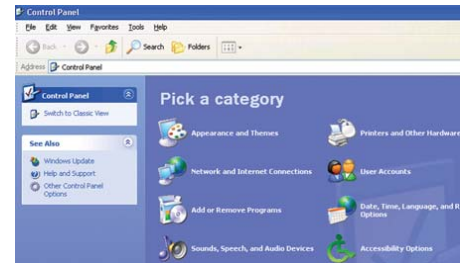 Control Panel
File Edit View Favorites Tools Help
Back Search Folders
Address Control Panel
Control Panel
Switch to Classic View
See Also
Windows Update
Help and Support
Other Control Panel
Options
Pick a category
Appearance and Themes
Printers and Other Hardware
Network and Internet Connections
User Accounts
Add or Remove Programs
Date, Time, Language, and R
Options
Sounds, Speech, and Audio Devices
Accessibility Options